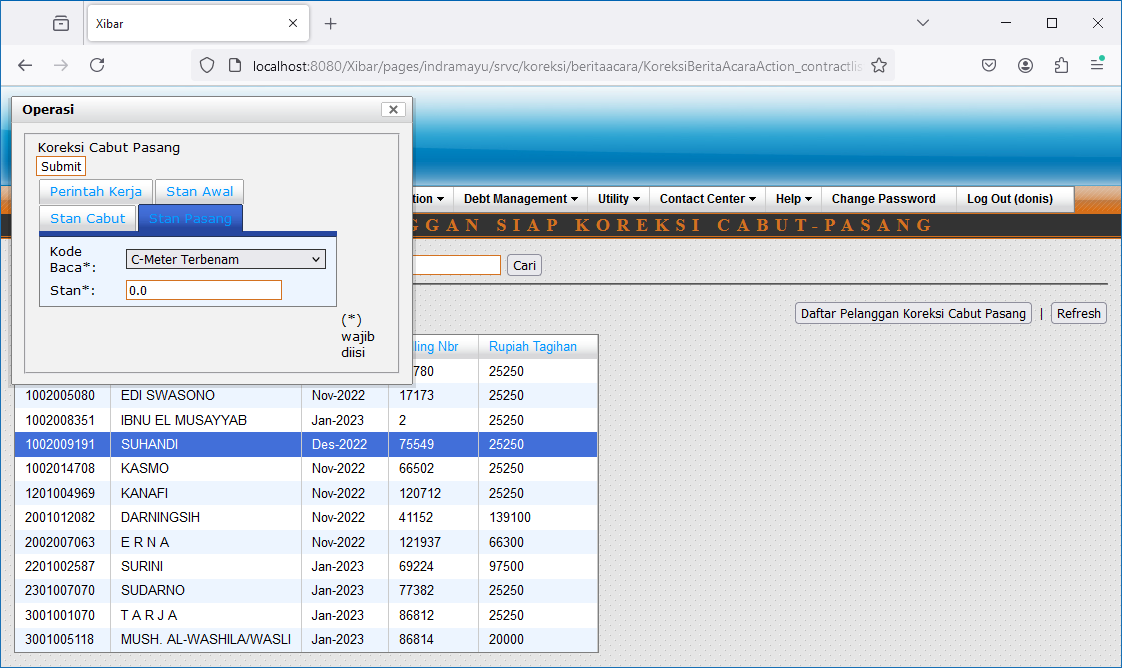 Xibar
localhost:8080/Xibar/pages/indramayu/srvc/koreksi/beritaacara/KoreksiBeritaAcaraAction_contractlis
Operasi
Koreksi Cabut Pasang
Submit
Perintah Kerja Stan Awal
Stan Cabut Stan Pasang
Kode Baca*: C-Meter Terbenam
Stan*: 0.0
(*)
wajib
diisi
tion Debt Management Utility Contact Center Help Change Password Log Out (donis)
GGAN SIAP KOREKSI CABUT-PASANG
Cari
Daftar Pelanggan Koreksi Cabut Pasang | Refresh
ling Nbr Rupiah Tagihan
780 25250
1002005080 EDI SWASONO Nov-2022 17173 25250
1002008351 IBNU EL MUSAYYAB Jan-2023 2 25250
1002009191 SUHANDI Des-2022 75549 25250
1002014708 KASMO Nov-2022 66502 25250
1201004969 KANAFI Nov-2022 120712 25250
2001012082 DARNINGSIH Nov-2022 41152 139100
2002007063 E R N A Nov-2022 121937 66300
2201002587 SURINI Jan-2023 69224 97500
2301007070 SUDARNO Jan-2023 77382 25250
3001001070 T A R J A Jan-2023 86812 25250
3001005118 MUSH. AL-WASHILA/WASLI Jan-2023 86814 20000